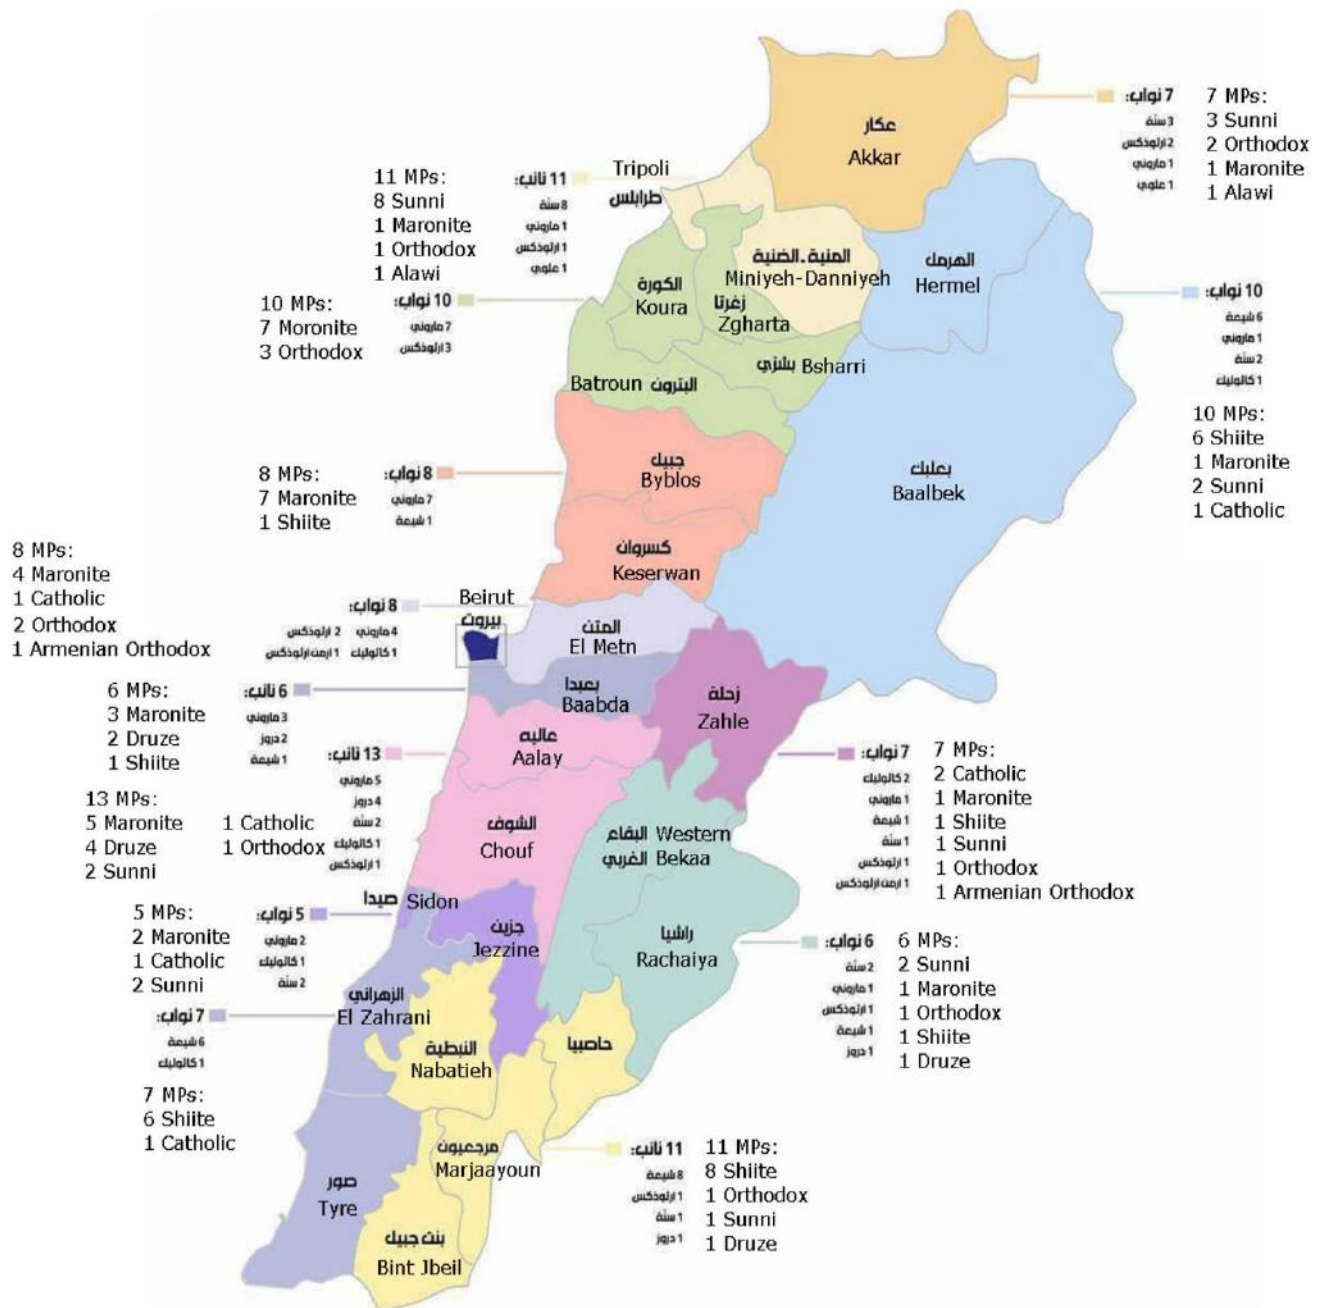 عكار
Akkar
7 نواب:
3 سنّة
2 ارثوذكس
1 ماروني
1 علوي
7 MPs:
3 Sunni
2 Orthodox
1 Maronite
1 Alawi
Tripoli
طرابلس
11 MPs:
8 Sunni
1 Maronite
1 Orthodox
1 Alawi
11 نائب:
8 سنّة
1 ماروني
1 ارثوذكس
1 علوي
المنية-الضنية
Miniyeh-Danniyeh
الهرمل
Hermel
الكورة
Koura
زغرتا
Zgharta
10 MPs:
7 Moronite
3 Orthodox
10 نواب:
7 ماروني
3 ارثوذكس
10 نواب:
6 شيعة
1 ماروني
2 سنّة
1 كاثوليك
10 MPs:
6 Shiite
1 Maronite
2 Sunni
1 Catholic
بشرّي Bsharri
Batroun البترون
بعلبك
Baalbek
جبيل
Byblos
8 MPs:
7 Maronite
1 Shiite
8 نواب:
7 ماروني
1 شيعة
كسروان
Keserwan
8 MPs:
4 Maronite
1 Catholic
2 Orthodox
1 Armenian Orthodox
8 نواب:
4 ماروني 2 ارثوذكس
1 كاثوليك 1 ارمن ارثوذكس
Beirut
بيروت
المتن
El Metn
6 MPs:
3 Maronite
2 Druze
1 Shiite
6 نائب:
3 ماروني
2 دروز
1 شيعة
بعبدا
Baabda
زحلة
Zahle
عاليه
Aalay
13 نائب:
5 ماروني
4 دروز
2 سنّة
1 كاثوليك
1 ارثوذكس
13 MPs:
5 Maronite 1 Catholic
4 Druze 1 Orthodox
2 Sunni
7 نواب:
2 كاثوليك
1 ماروني
1 شيعة
1 سنّة
1 ارثوذكس
1 ارمن ارثوذكس
7 MPs:
2 Catholic
1 Maronite
1 Shiite
1 Sunni
1 Orthodox
1 Armenian Orthodox
الشوف
Chouf
البقاع Western
الغربي Bekaa
صيدا Sidon
5 MPs:
2 Maronite
1 Catholic
2 Sunni
5 نواب:
2 ماروني
1 كاثوليك
2 سنّة
جزين
Jezzine
راشيا
Rachaiya
6 نواب:
2 سنّة
1 ماروني
1 ارثوذكس
1 شيعة
1 دروز
6 MPs:
2 Sunni
1 Maronite
1 Orthodox
1 Shiite
1 Druze
الزهراني
El Zahrani
7 نواب:
6 شيعة
1 كاثوليك
7 MPs:
6 Shiite
1 Catholic
النبطية
Nabatieh
حاصبيا
مرجعيون
Marjaayoun
11 نائب:
8 شيعة
1 ارثوذكس
1 سنّة
1 دروز
11 MPs:
8 Shiite
1 Orthodox
1 Sunni
1 Druze
صور
Tyre
بنت جبيل
Bint Jbeil